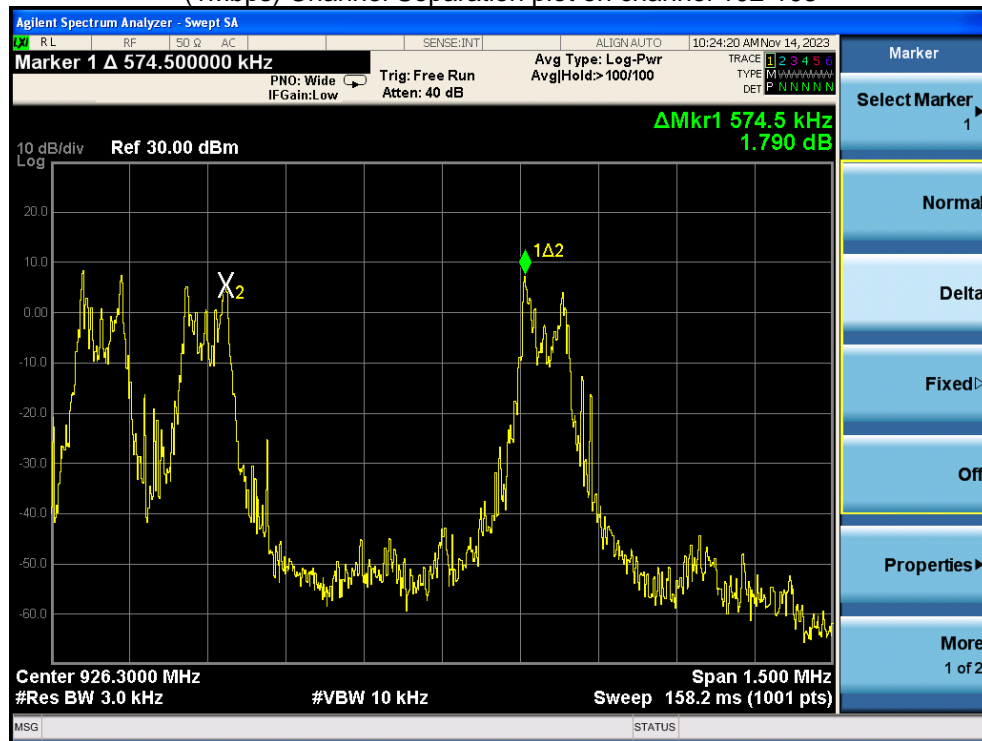 Agilent Spectrum Analyzer - Swept SA
LXI RL RF 50 Ω AC SENSE:INT ALIGN AUTO 10:24:20 AM Nov 14, 2023
Marker 1 Δ 574.500000 kHz
PNO: Wide
IFGain:Low
Trig: Free Run
Atten: 40 dB
Avg Type: Log-Pwr
Avg|Hold:>100/100
TRACE 1 2 3 4 5 6
TYPE M
DET P N N N N N
Marker
Select Marker
1
Normal
Delta
Fixed
Off
Properties
More
1 of 2
ΔMkr1 574.5 kHz
1.790 dB
10 dB/div Ref 30.00 dBm
Log
20.0
10.0
0.00
-10.0
-20.0
-30.0
-40.0
-50.0
-60.0
1Δ2
X2
Center 926.3000 MHz Span 1.500 MHz
#Res BW 3.0 kHz #VBW 10 kHz Sweep 158.2 ms (1001 pts)
MSG STATUS